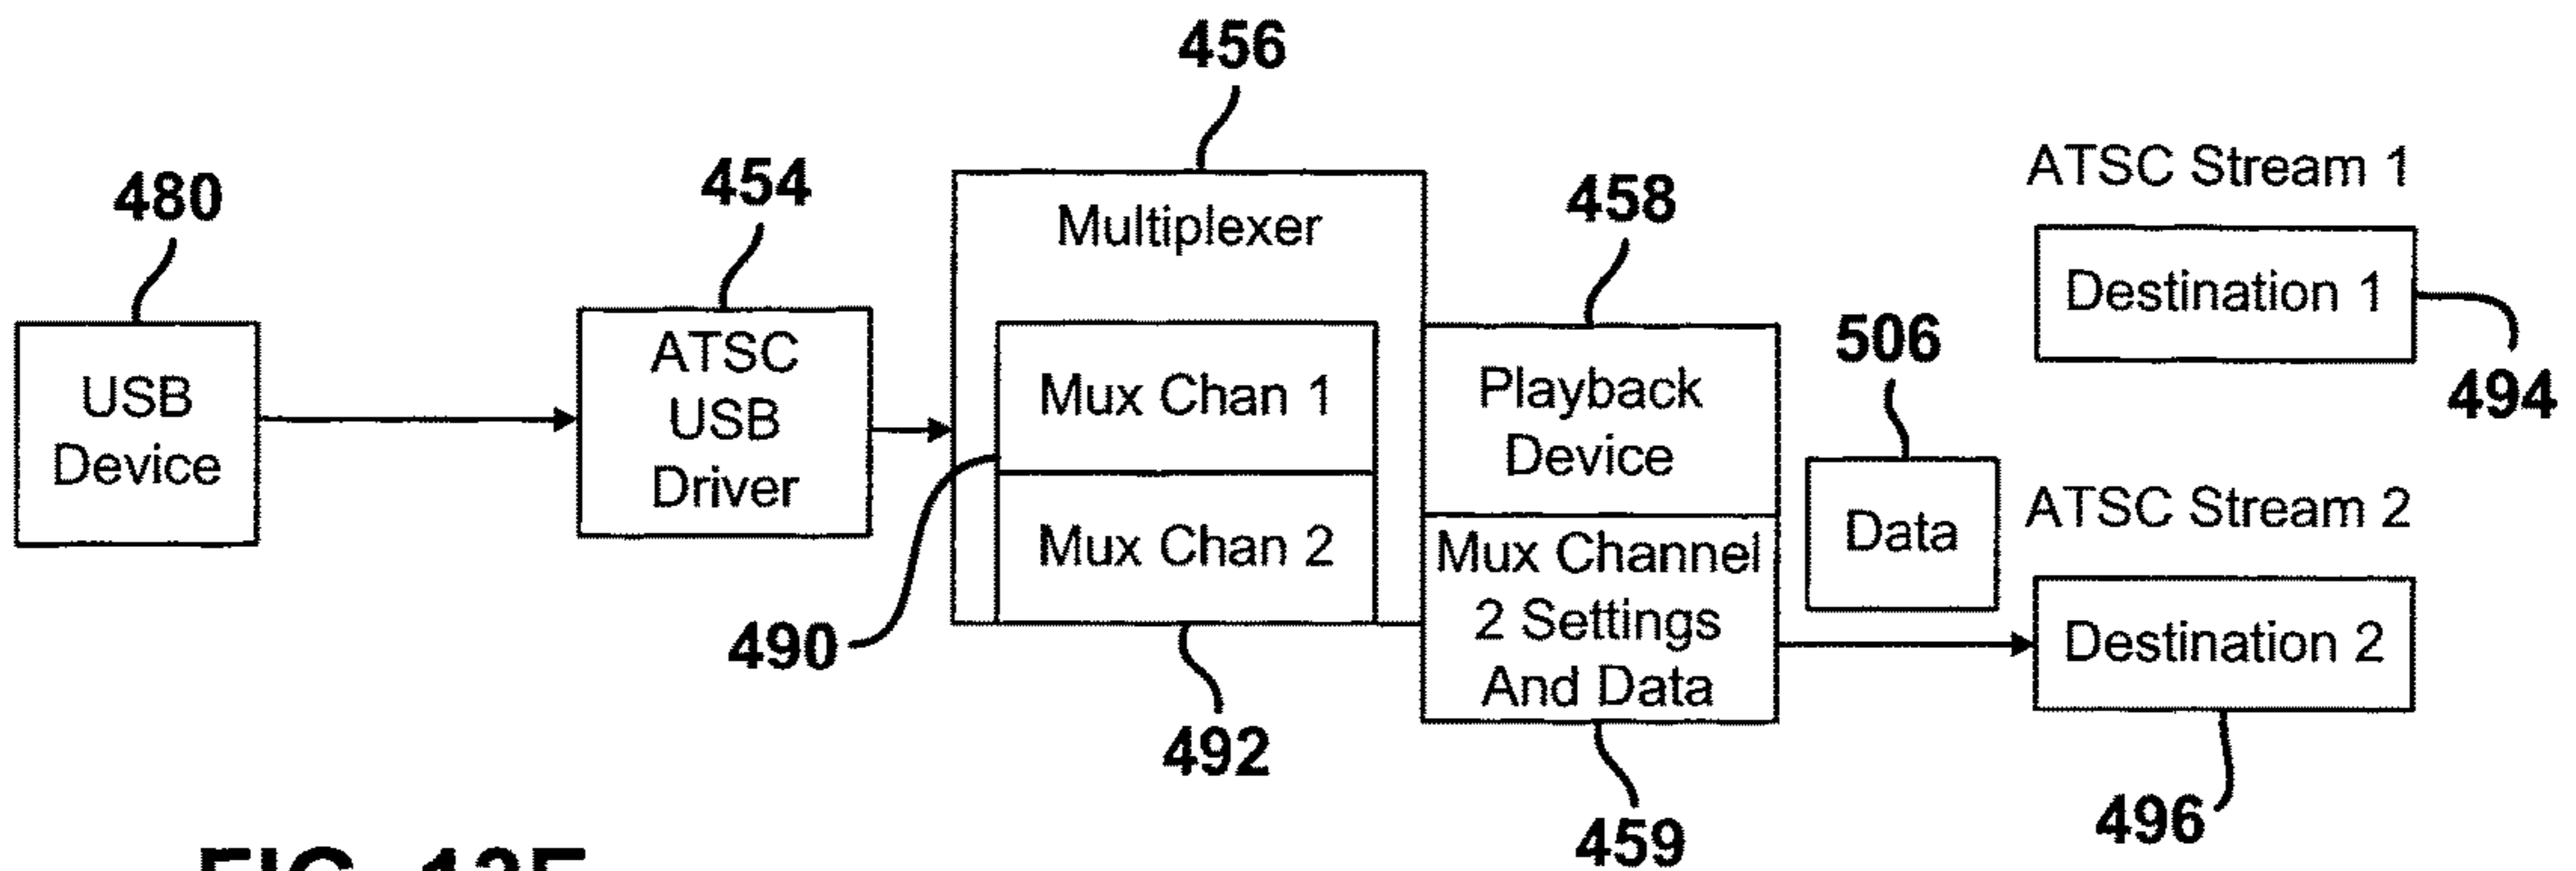 456
480
454
458
ATSC Stream 1
Multiplexer
Destination 1
494
USB
Device
ATSC
USB
Driver
Mux Chan 1
Mux Chan 2
490
492
Playback
Device
506
Data
ATSC Stream 2
Mux Channel
2 Settings
And Data
459
Destination 2
496